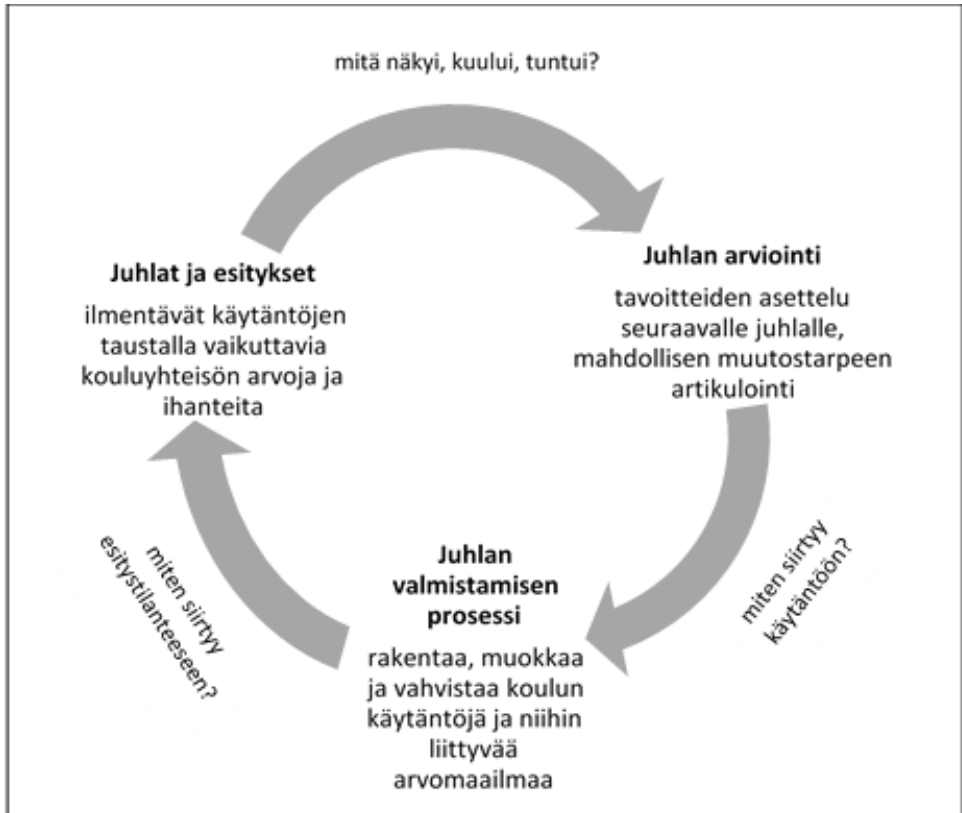 mitä näkyi, kuului, tuntui?
Juhlat ja esitykset
ilmentävät käytäntöjen
taustalla vaikuttavia
kouluyhteisön arvoja ja
ihanteita
Juhlan arviointi
tavoitteiden asettelu
seuraavalle juhlalle,
mahdollisen muutostarpeen
artikulointi
miten siirtyy
käytäntöön?
Juhlan
valmistamisen
prosessi
rakentaa, muokkaa
ja vahvistaa koulun
käytäntöjä ja niihin
liittyvää
arvomaailmaa
miten siirtyy
esitystilanteeseen?